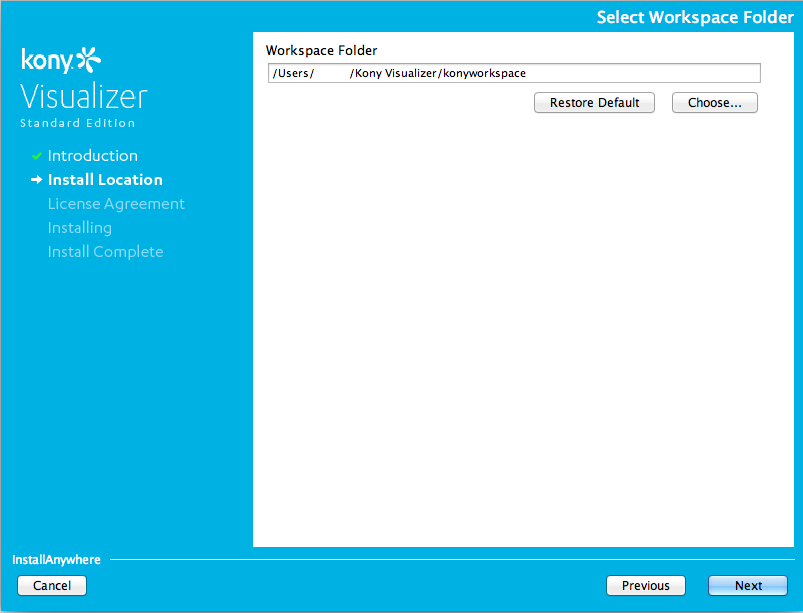 Select Workspace Folder
kony
Visualizer
Standard Edition
Introduction
Install Location
License Agreement
Installing
Install Complete
Workspace Folder
/Users/ /Kony Visualizer/konyworkspace
Restore Default Choose...
InstallAnywhere
Cancel Previous Next